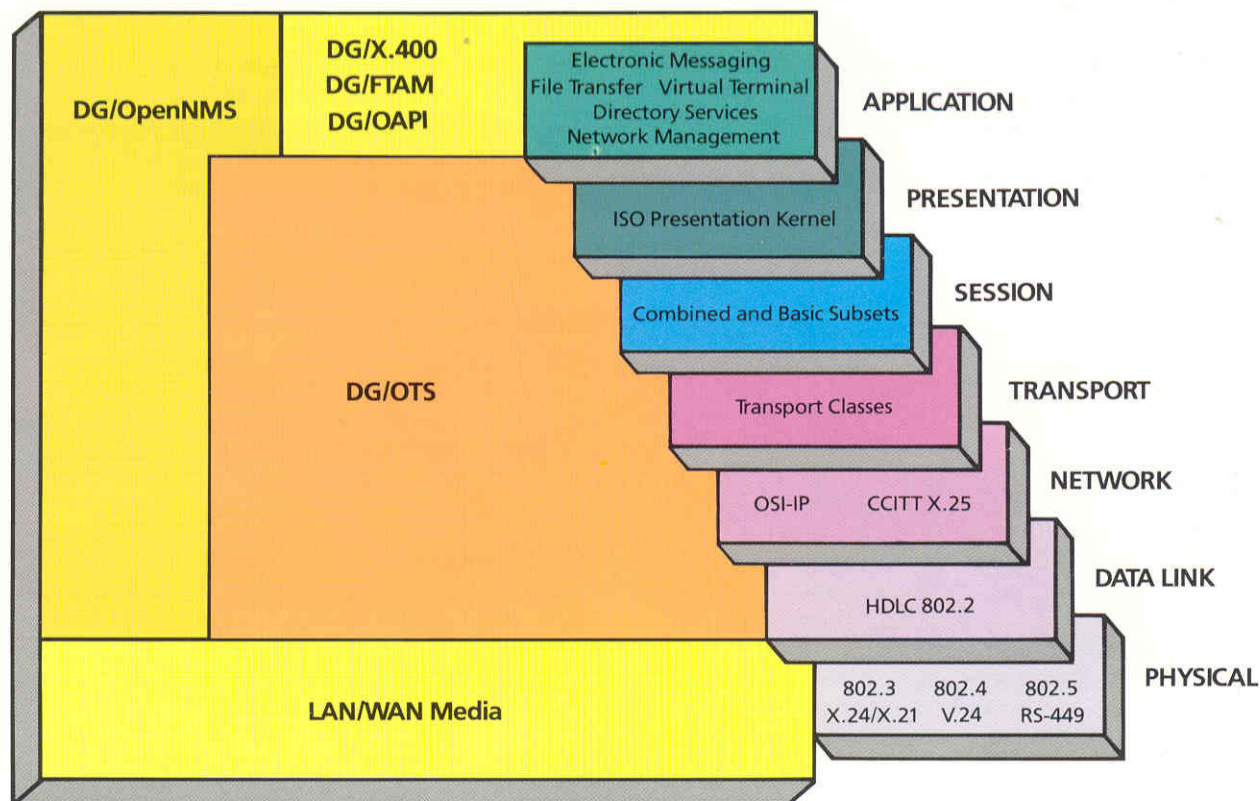 DG/OpenNMS
DG/X.400
DG/FTAM
DG/OAPI
Electronic Messaging
File Transfer Virtual Terminal
Directory Services
Network Management
APPLICATION
ISO Presentation Kernel
PRESENTATION
Combined and Basic Subsets
SESSION
DG/OTS
Transport Classes
TRANSPORT
OSI-IP CCITT X.25
NETWORK
HDLC 802.2
DATA LINK
LAN/WAN Media
802.3 802.4 802.5
X.24/X.21 V.24 RS-449
PHYSICAL